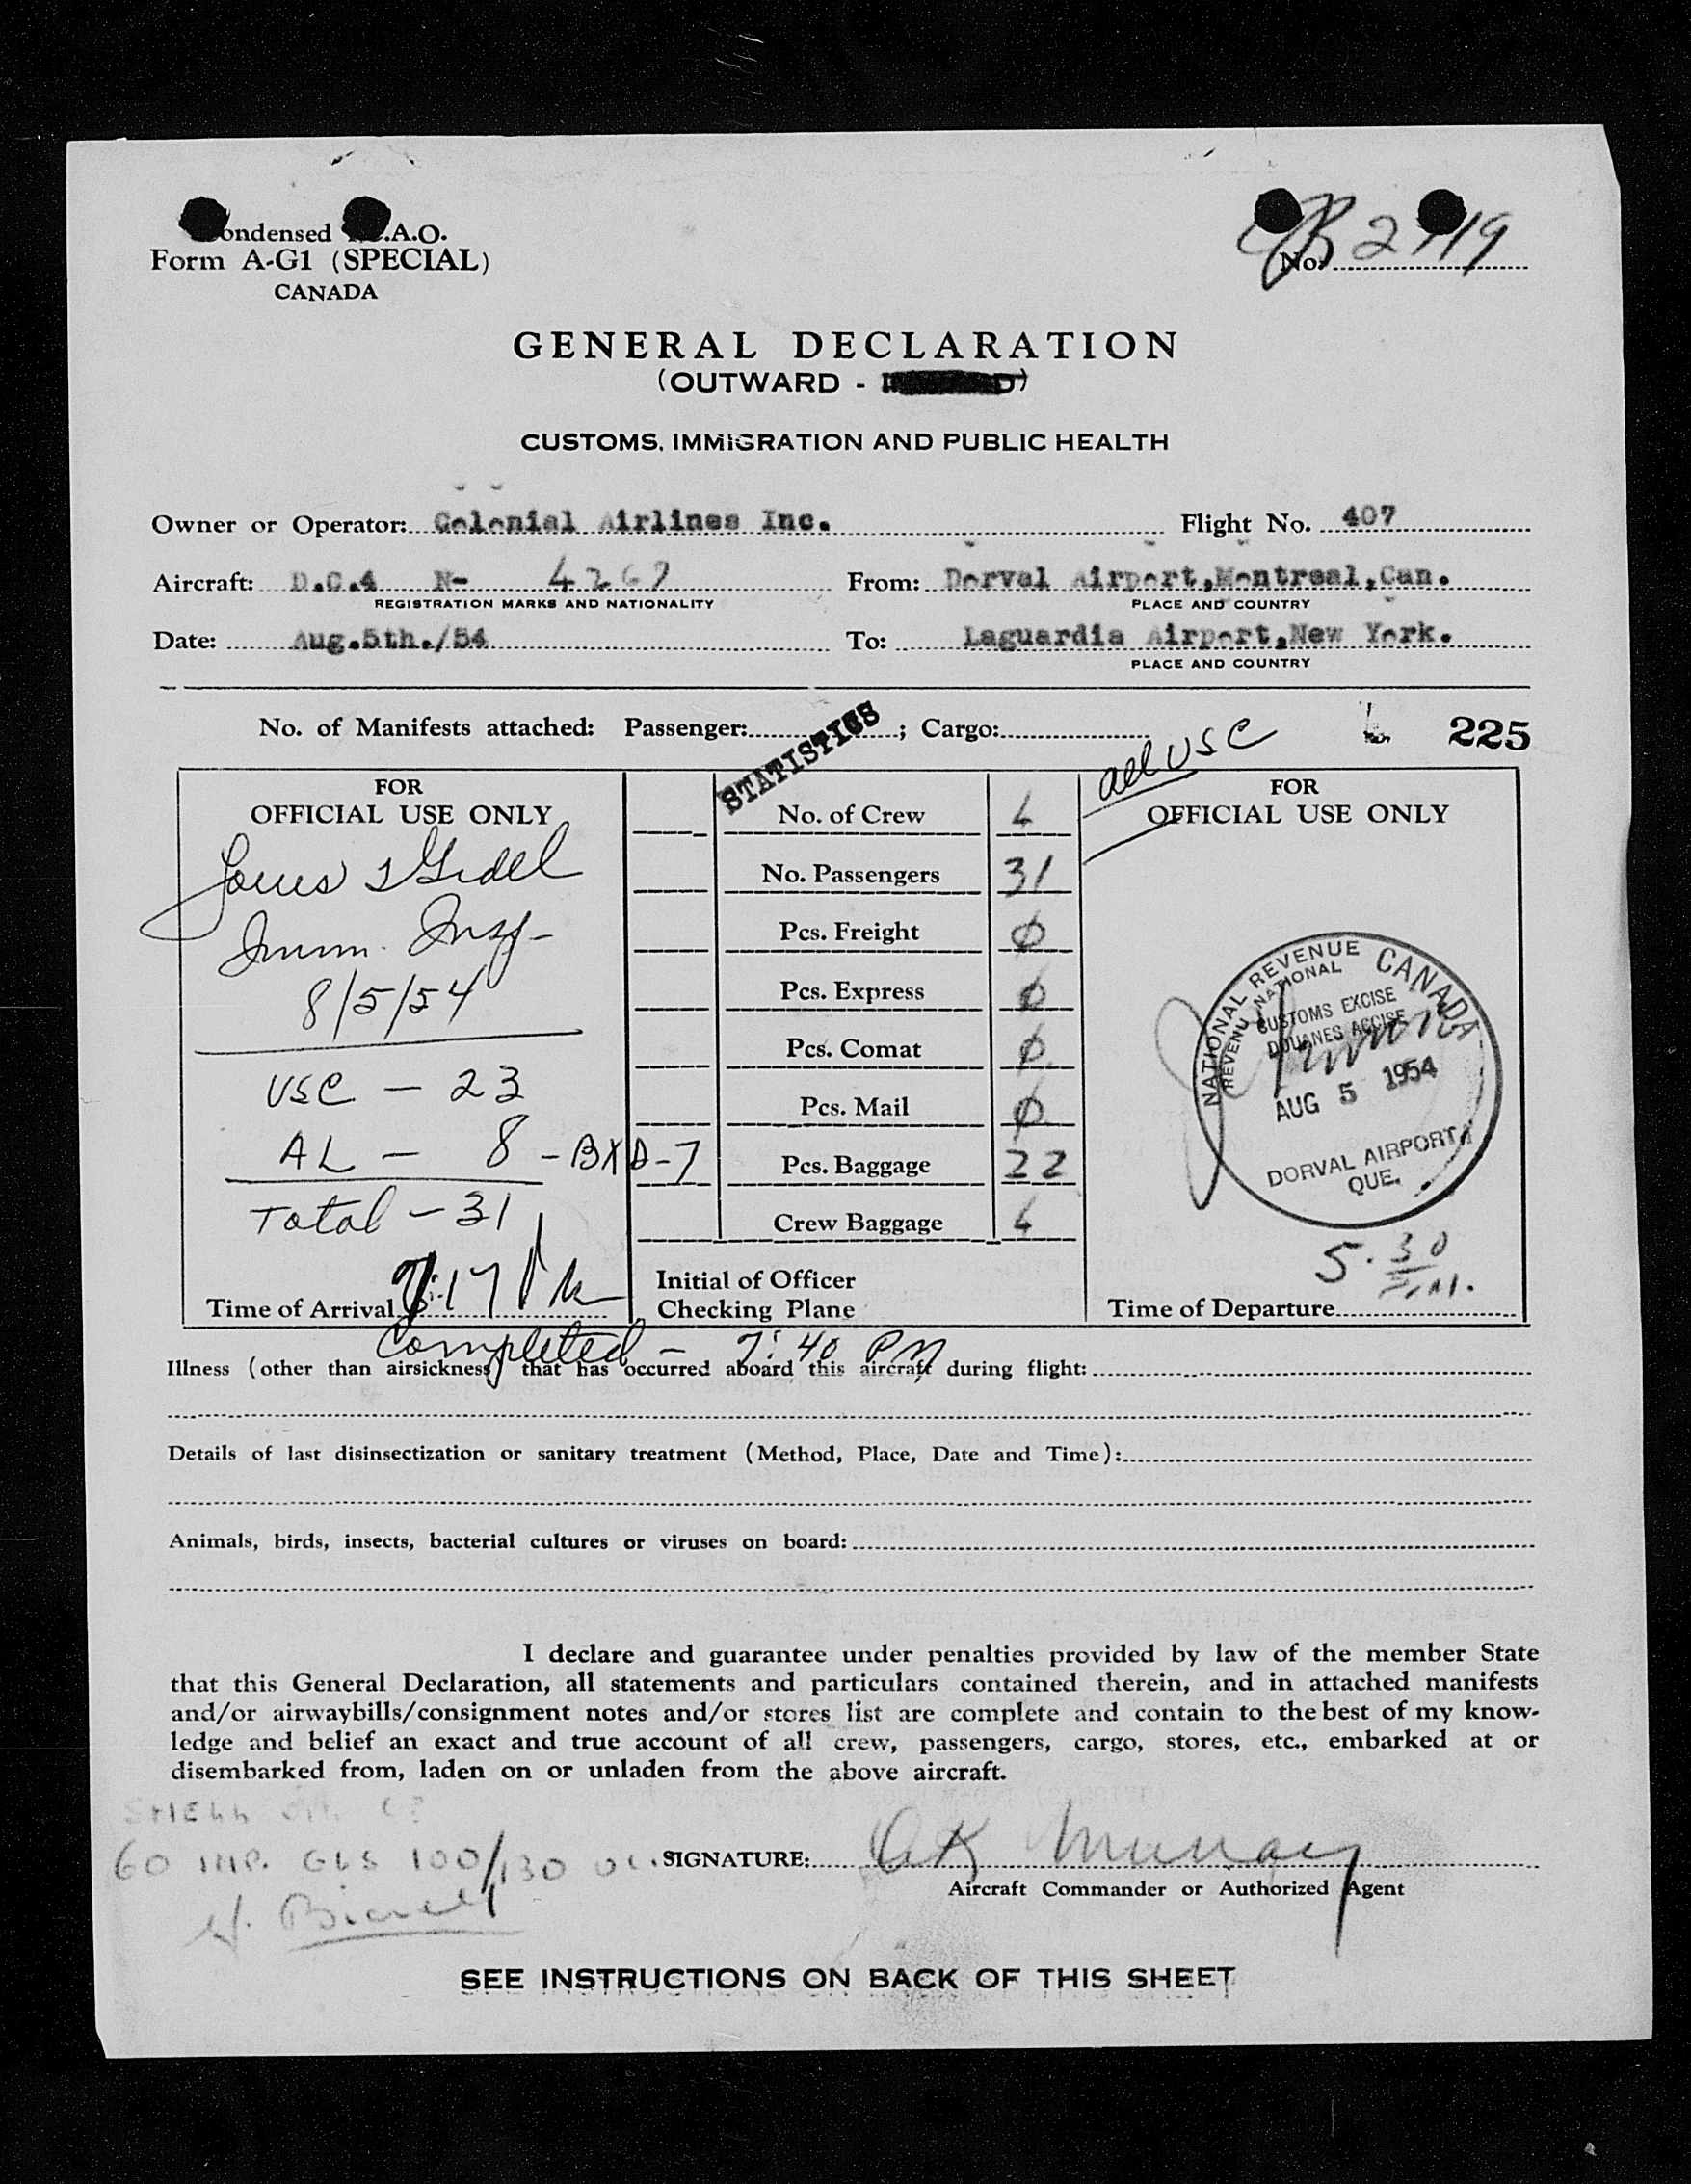 ondensed .A.O.
Form A-G1 (SPECIAL)
CANADA
No.
GENERAL DECLARATION
(OUTWARD - I D)
CUSTOMS, IMMIGRATION AND PUBLIC HEALTH
Owner or Operator: Colonial Airlines Inc. Flight No. 407
Aircraft: D.C.4 N- From: Dorval Airport,Montreal,Can.
REGISTRATION MARKS AND NATIONALITY PLACE AND COUNTRY
Date: Aug.5th./54 To: Laguardia Airport,New York.
PLACE AND COUNTRY
No. of Manifests attached: Passenger: ; Cargo: 225
STATISTICS
all USC
FOR
OFFICIAL USE ONLY
Imm. Insp-
8/5/54
USC - 23
AL - 8 - BXD-7
Total - 31
Time of Arrival
No. of Crew 4
No. Passengers 31
Pcs. Freight 0
Pcs. Express 0
Pcs. Comat 0
Pcs. Mail 0
Pcs. Baggage 22
Crew Baggage 4
Initial of Officer
Checking Plane
FOR
OFFICIAL USE ONLY
NATIONAL REVENUE CANADA
REVENU NATIONAL
CUSTOMS EXCISE
DOUANES ACCISE
AUG 5 1954
DORVAL AIRPORT
QUE.
5.30
P.M.
Time of Departure
Completed - 7:40 PM
Illness (other than airsickness) that has occurred aboard this aircraft during flight:
Details of last disinsectization or sanitary treatment (Method, Place, Date and Time):
Animals, birds, insects, bacterial cultures or viruses on board:
I declare and guarantee under penalties provided by law of the member State
that this General Declaration, all statements and particulars contained therein, and in attached manifests
and/or airwaybills/consignment notes and/or stores list are complete and contain to the best of my know-
ledge and belief an exact and true account of all crew, passengers, cargo, stores, etc., embarked at or
disembarked from, laden on or unladen from the above aircraft.
SHELL OIL
60 IMP. GLS 100/130
SIGNATURE: Murray
Aircraft Commander or Authorized Agent
SEE INSTRUCTIONS ON BACK OF THIS SHEET